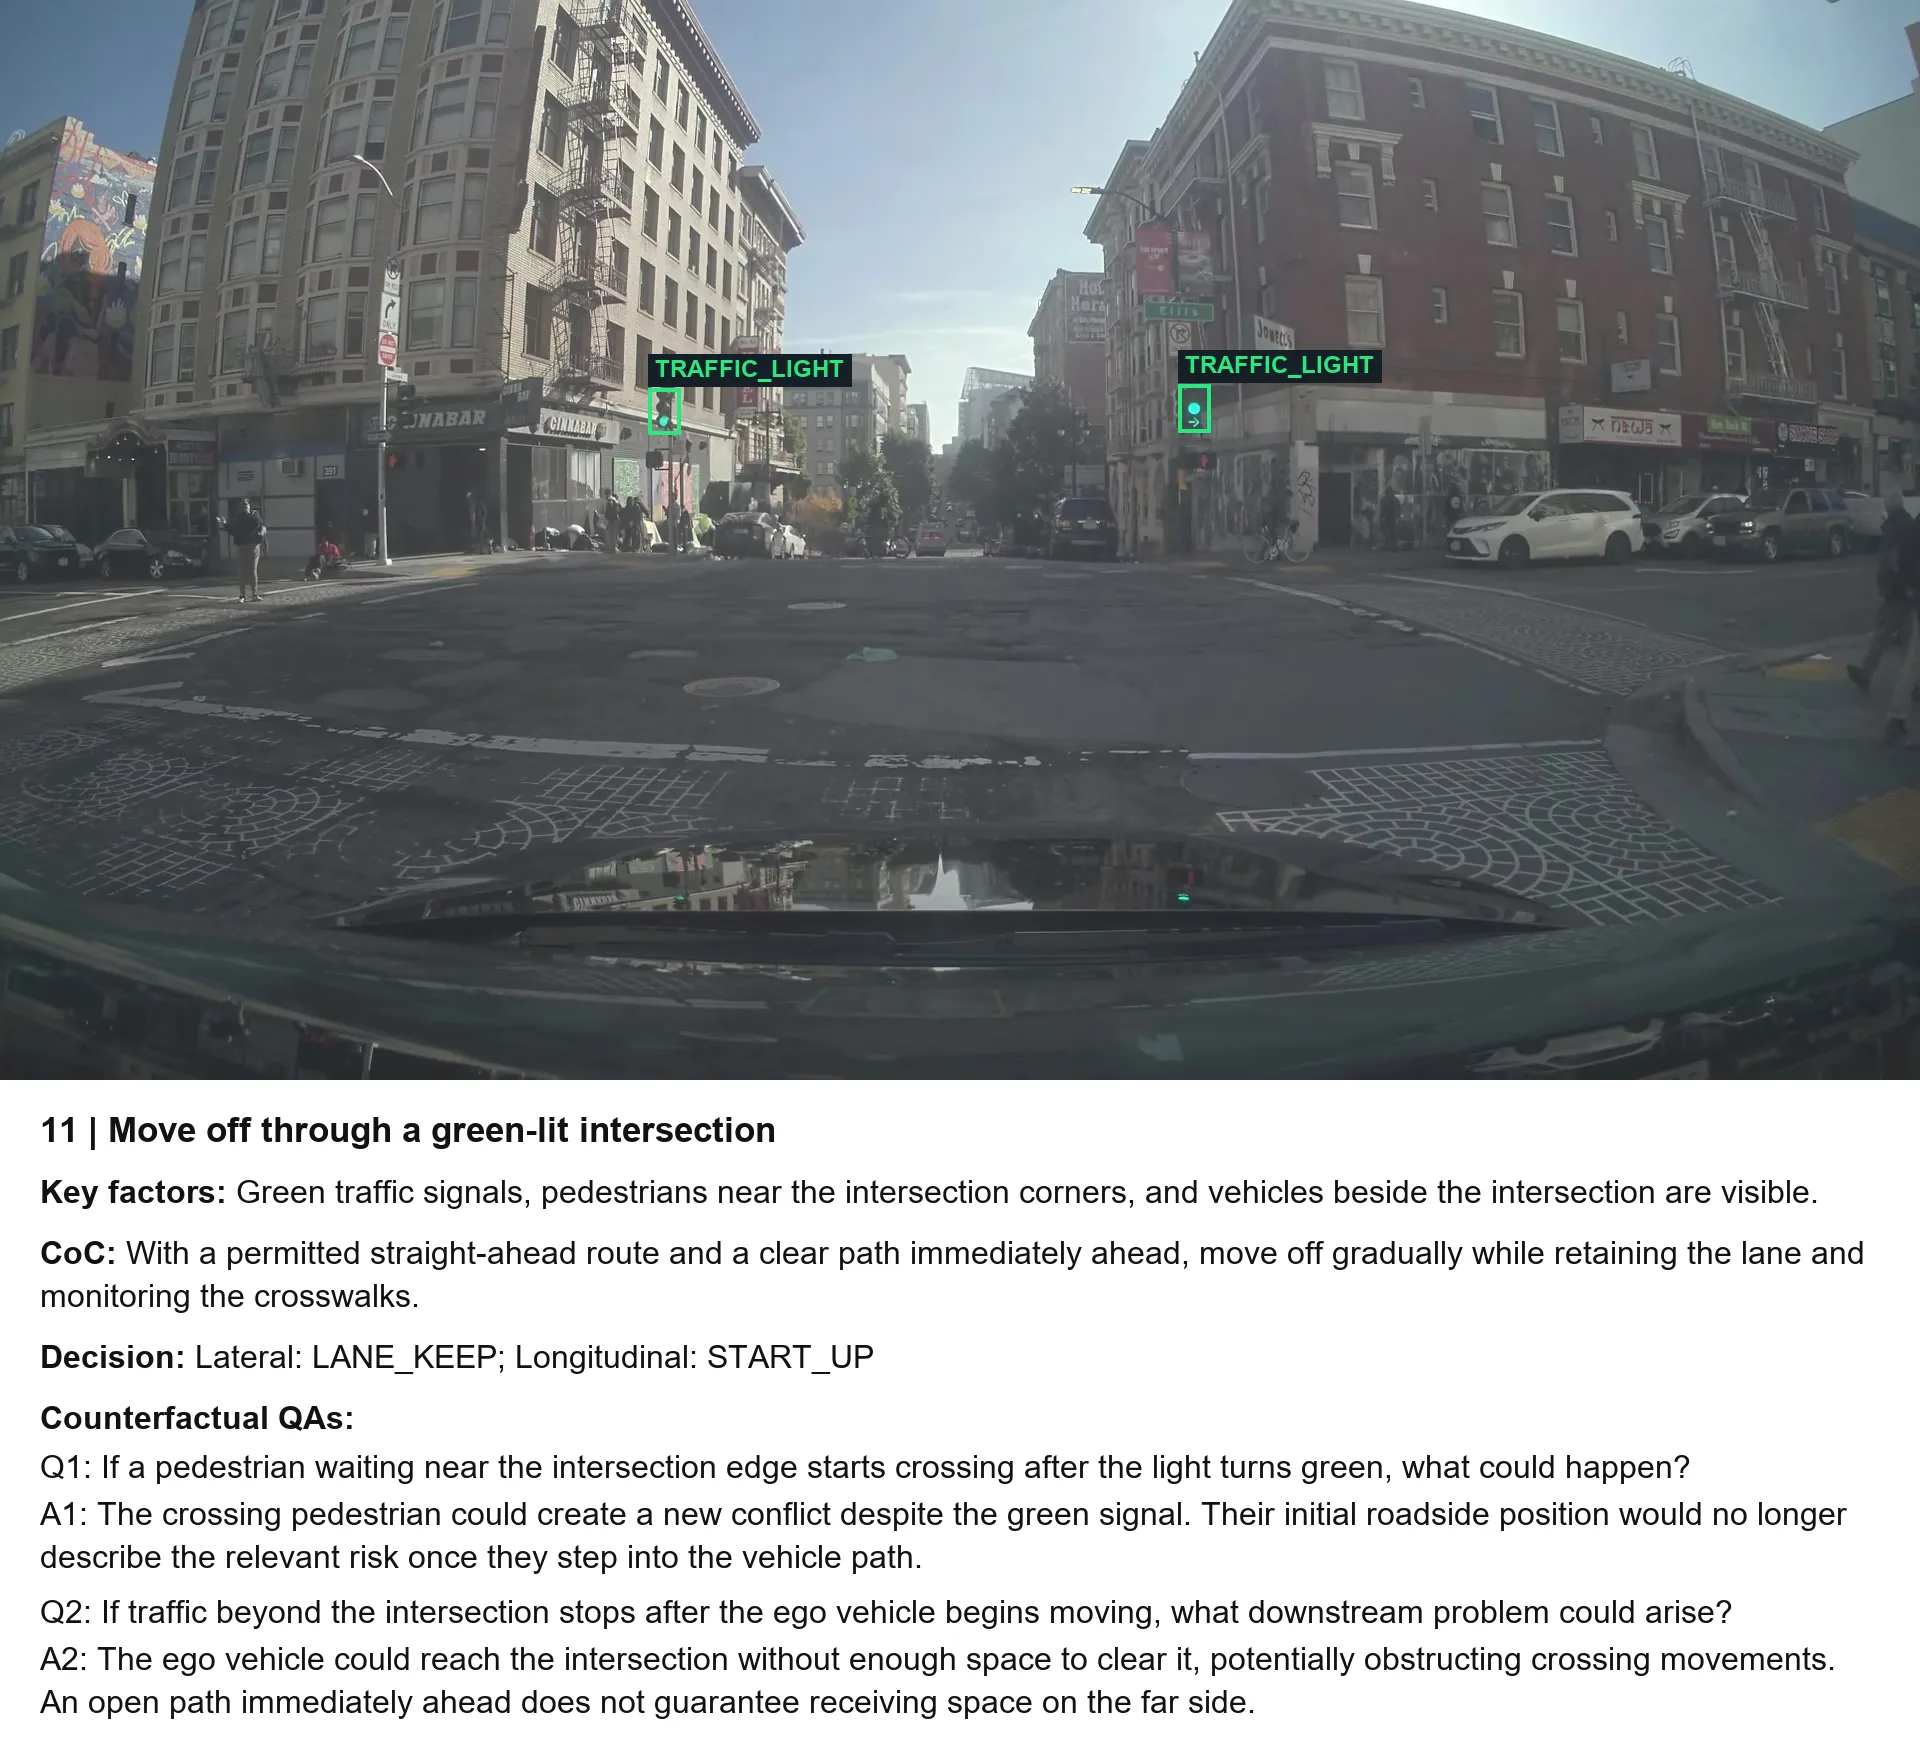 ONLY
Hotel
Ellis
Jonell's
TRAFFIC_LIGHT
TRAFFIC_LIGHT
CINNABAR
CINNABAR
391
SMOKE SHOP
11 | Move off through a green-lit intersection
Key factors: Green traffic signals, pedestrians near the intersection corners, and vehicles beside the intersection are visible.
CoC: With a permitted straight-ahead route and a clear path immediately ahead, move off gradually while retaining the lane and
monitoring the crosswalks.
Decision: Lateral: LANE_KEEP; Longitudinal: START_UP
Counterfactual QAs:
Q1: If a pedestrian waiting near the intersection edge starts crossing after the light turns green, what could happen?
A1: The crossing pedestrian could create a new conflict despite the green signal. Their initial roadside position would no longer
describe the relevant risk once they step into the vehicle path.
Q2: If traffic beyond the intersection stops after the ego vehicle begins moving, what downstream problem could arise?
A2: The ego vehicle could reach the intersection without enough space to clear it, potentially obstructing crossing movements.
An open path immediately ahead does not guarantee receiving space on the far side.